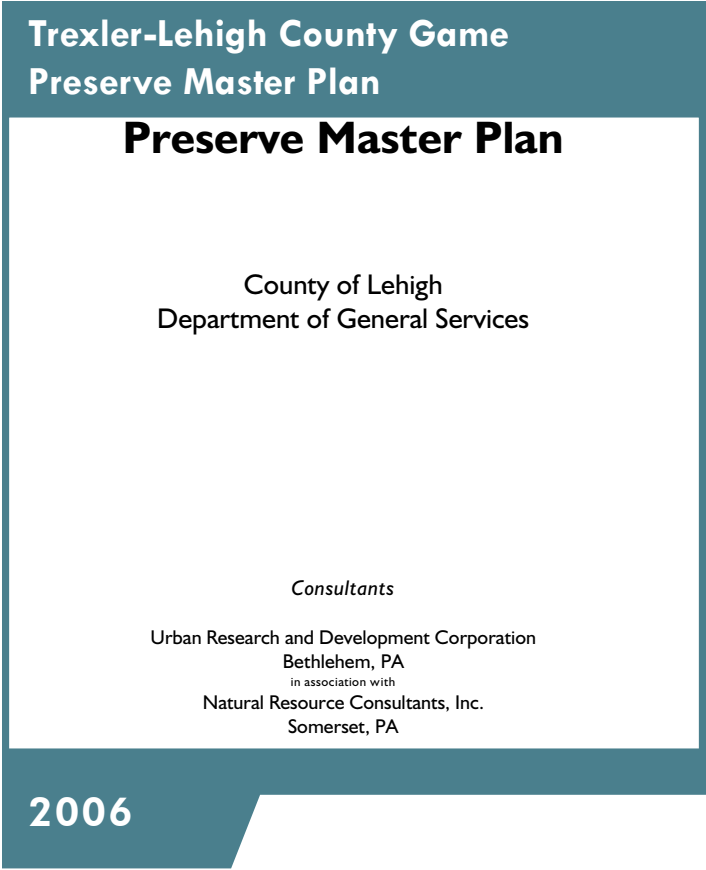 Trexler-Lehigh County Game
Preserve Master Plan
Preserve Master Plan
County of Lehigh
Department of General Services
Consultants
Urban Research and Development Corporation
Bethlehem, PA
in association with
Natural Resource Consultants, Inc.
Somerset, PA
2006